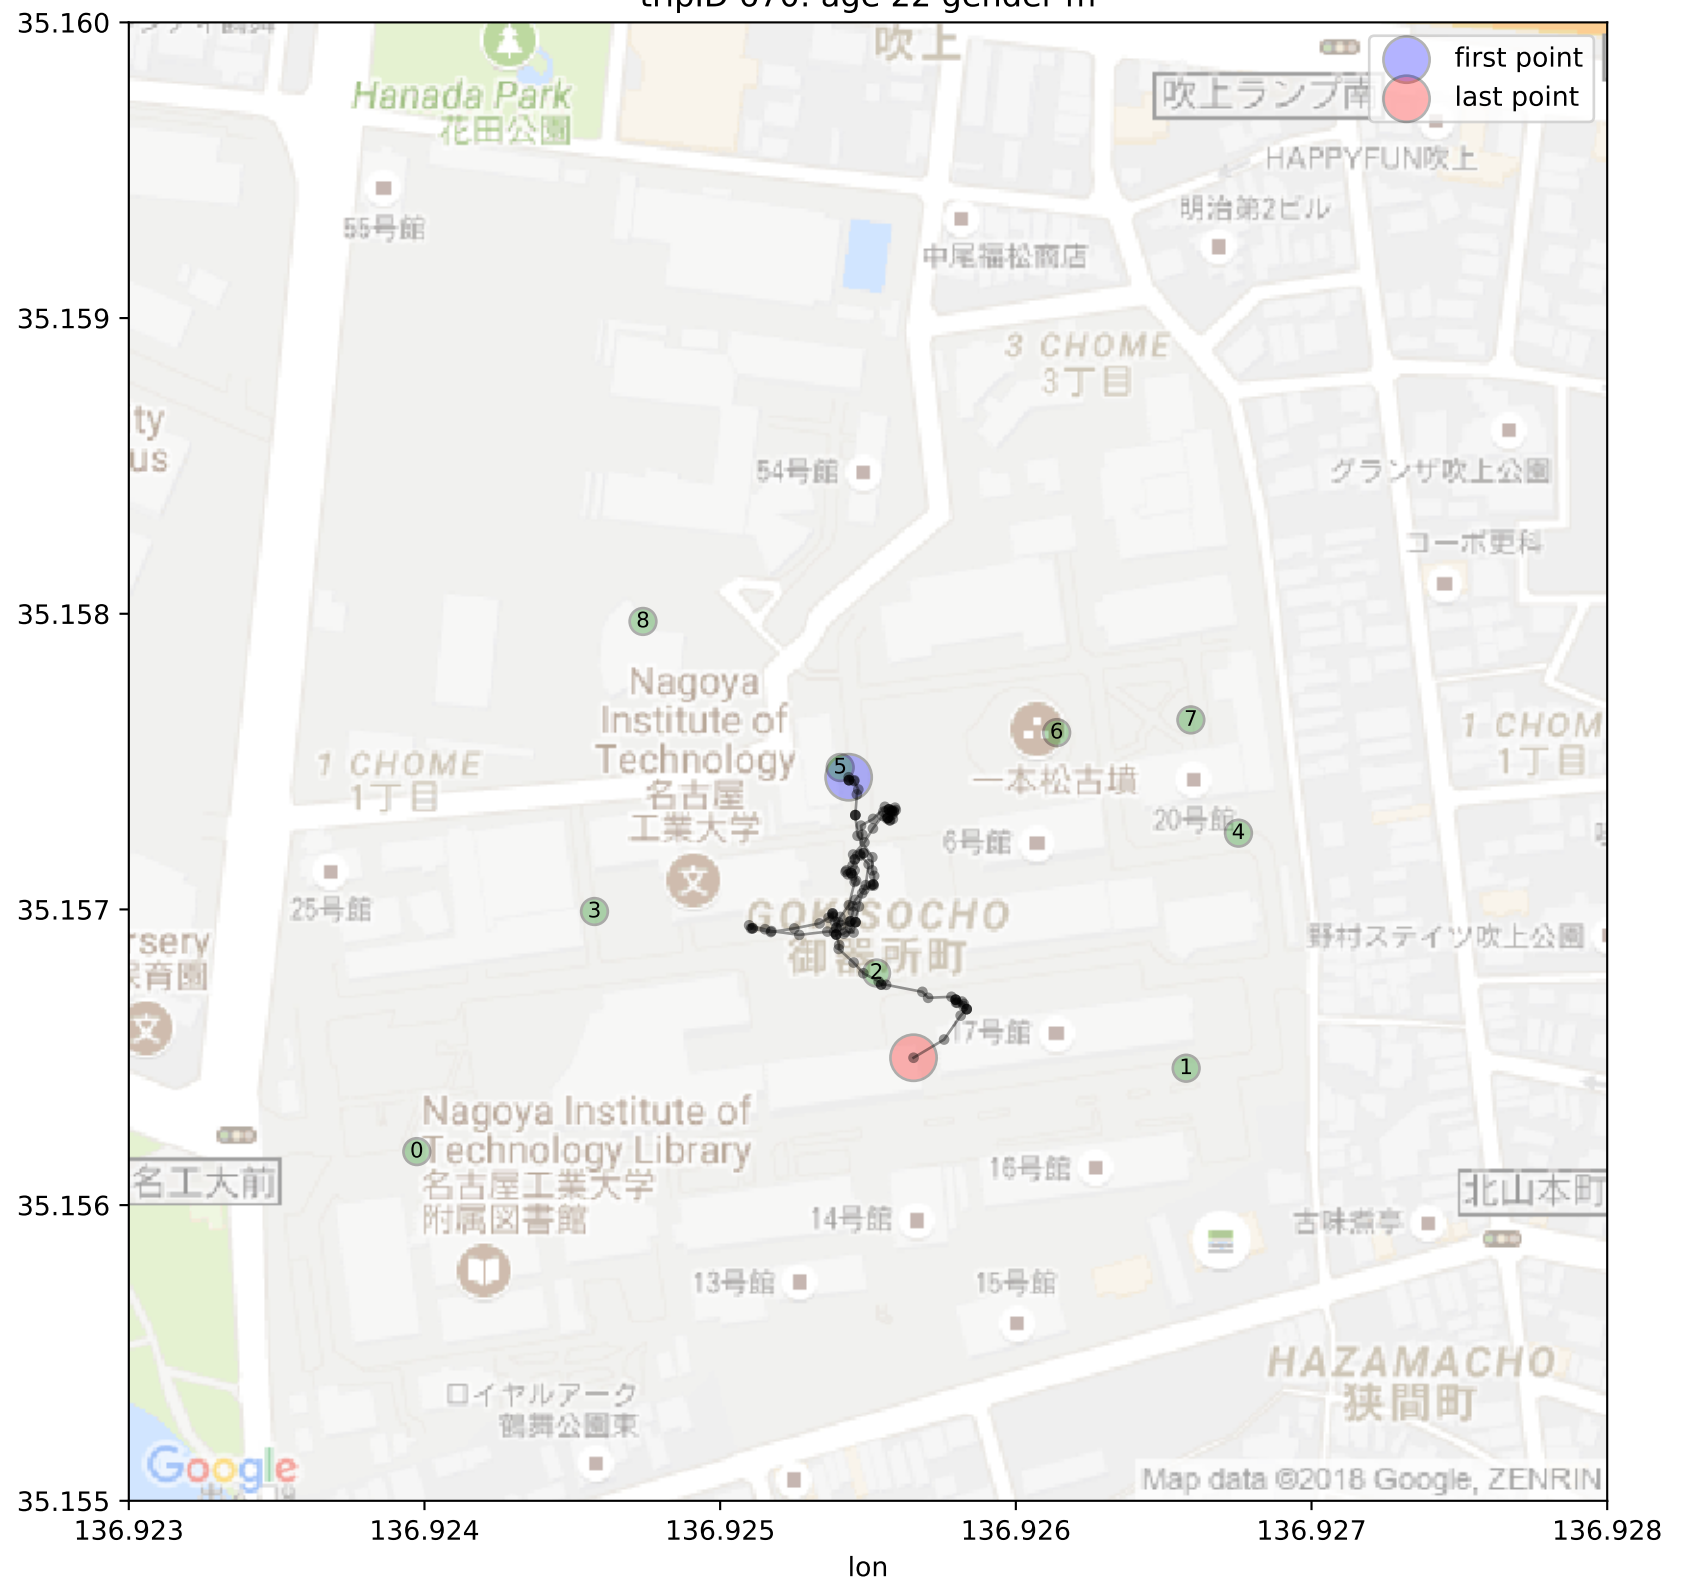 35.160
first point
last point
Hanada Park
花田公園
吹上
吹上ランプ南
HAPPYFUN吹上
55号館
明治第2ビル
中尾福松商店
35.159
3 CHOME
3丁目
ty
us
54号館
グランザ吹上公園
コーポ更科
35.158
8
Nagoya
Institute of
Technology
名古屋
工業大学
6
7
1 CHOM
1丁目
1 CHOME
1丁目
5
一本松古墳
20号館
4
6号館
25号館
35.157
3
GOKISOCHO
御器所町
野村ステイツ吹上公園
rsery
保育園
2
17号館
1
Nagoya Institute of
Technology Library
名古屋工業大学
附属図書館
0
名工大前
16号館
北山本町
35.156
14号館
古味煮亭
13号館
15号館
HAZAMACHO
狭間町
ロイヤルアーク
鶴舞公園東
Google
Map data ©2018 Google, ZENRIN
35.155
136.923 136.924 136.925 136.926 136.927 136.928
lon